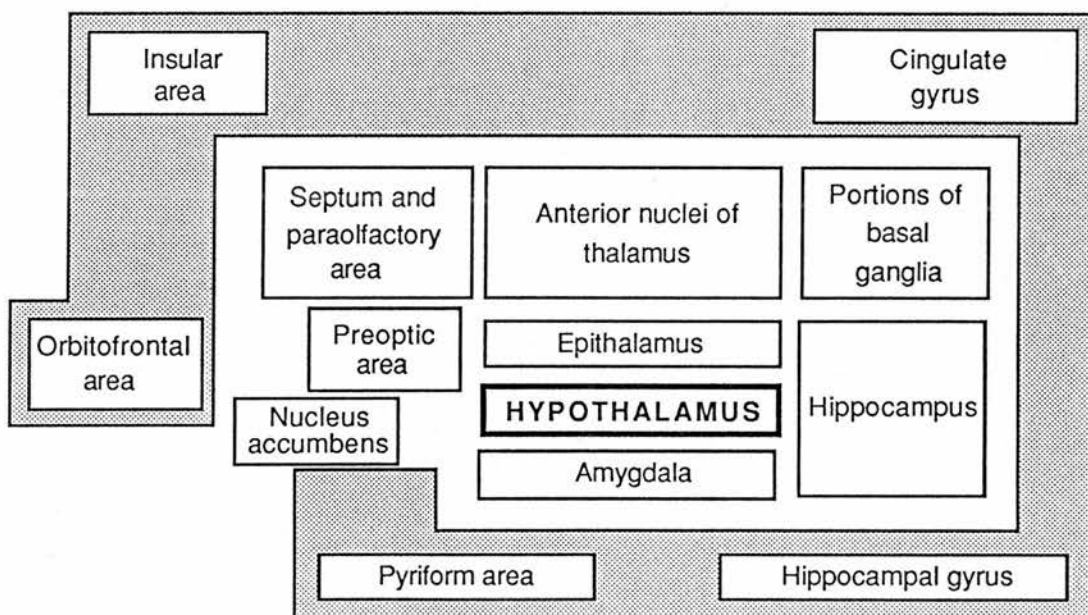 Insular
area
Cingulate
gyrus
Septum and
paraolfactory
area
Anterior nuclei of
thalamus
Portions of
basal
ganglia
Orbitofrontal
area
Preoptic
area
Epithalamus
Hippocampus
HYPOTHALAMUS
Nucleus
accumbens
Amygdala
Pyriform area
Hippocampal gyrus